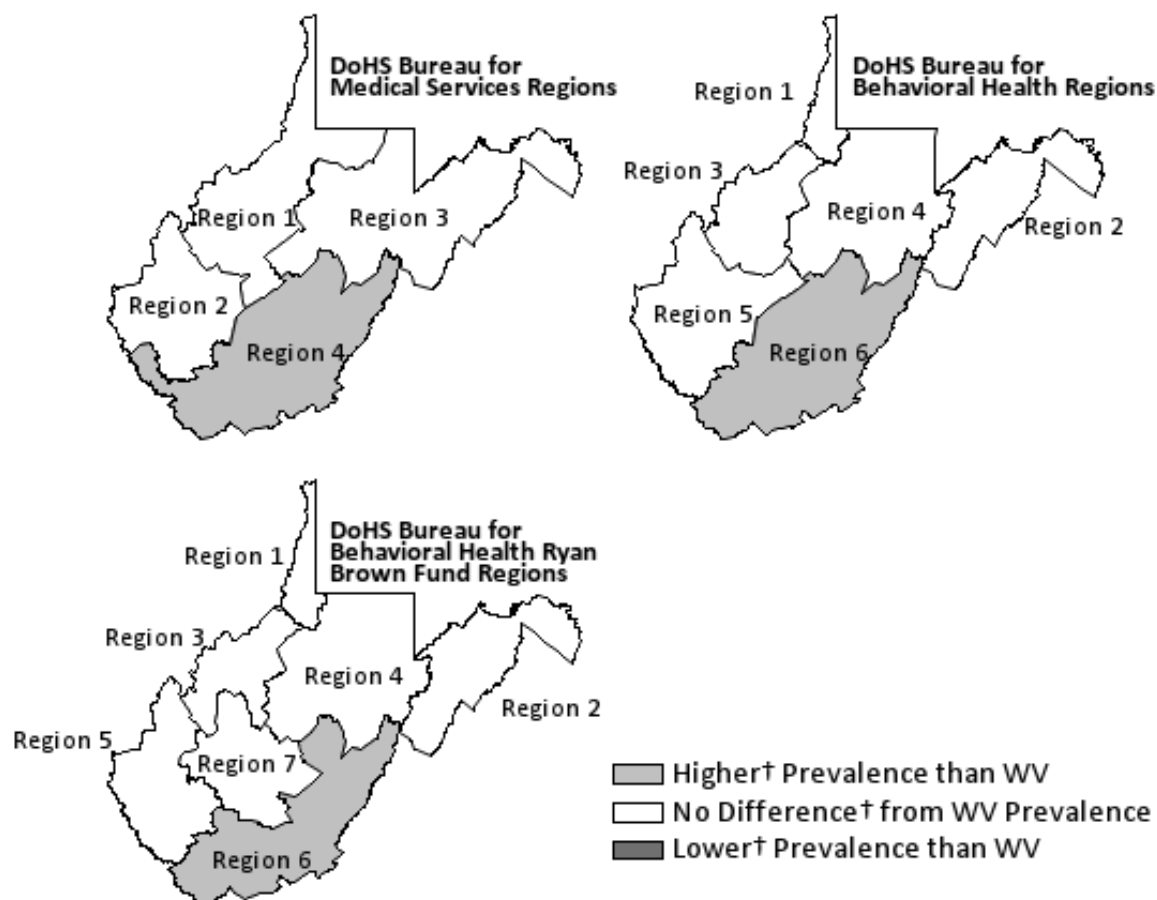 DoHS Bureau for
Medical Services Regions
Region 1
Region 3
Region 2
Region 4
DoHS Bureau for
Behavioral Health Regions
Region 1
Region 3
Region 4
Region 2
Region 5
Region 6
DoHS Bureau for
Behavioral Health Ryan
Brown Fund Regions
Region 1
Region 3
Region 4
Region 2
Region 5
Region 7
Region 6
Higher† Prevalence than WV
No Difference† from WV Prevalence
Lower† Prevalence than WV